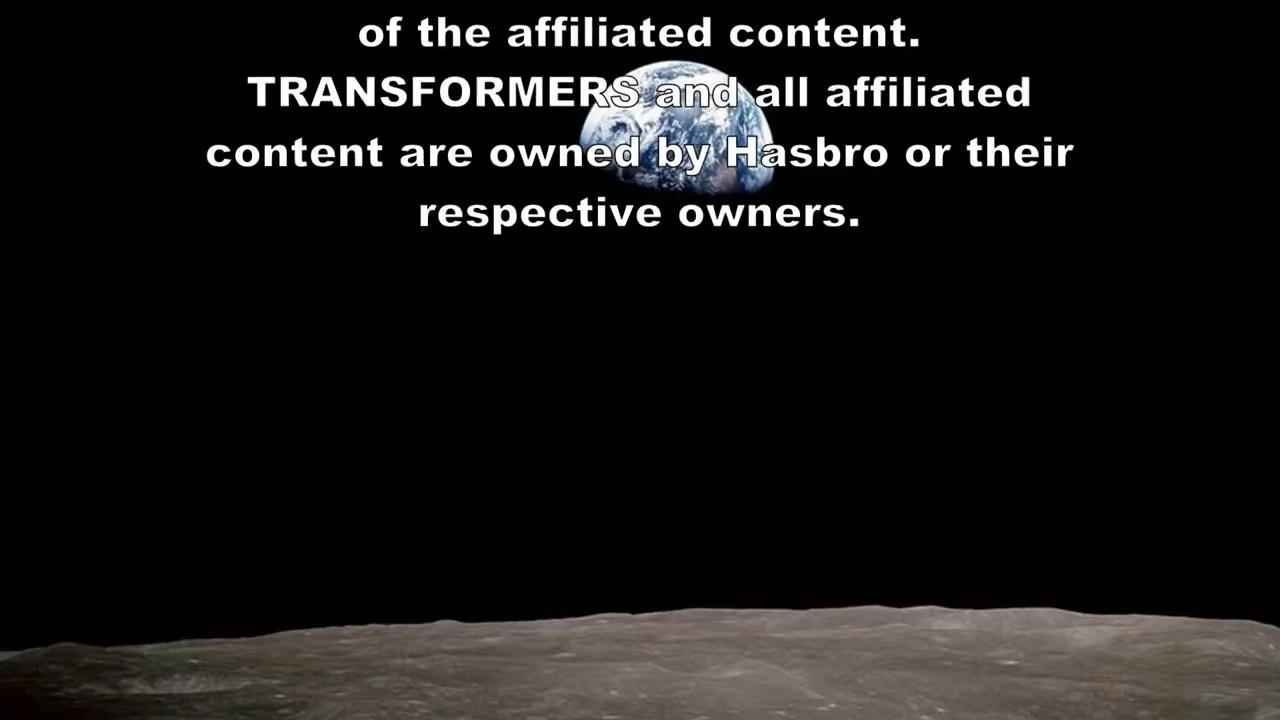 of the affiliated content.
TRANSFORMERS and all affiliated
content are owned by Hasbro or their
respective owners.